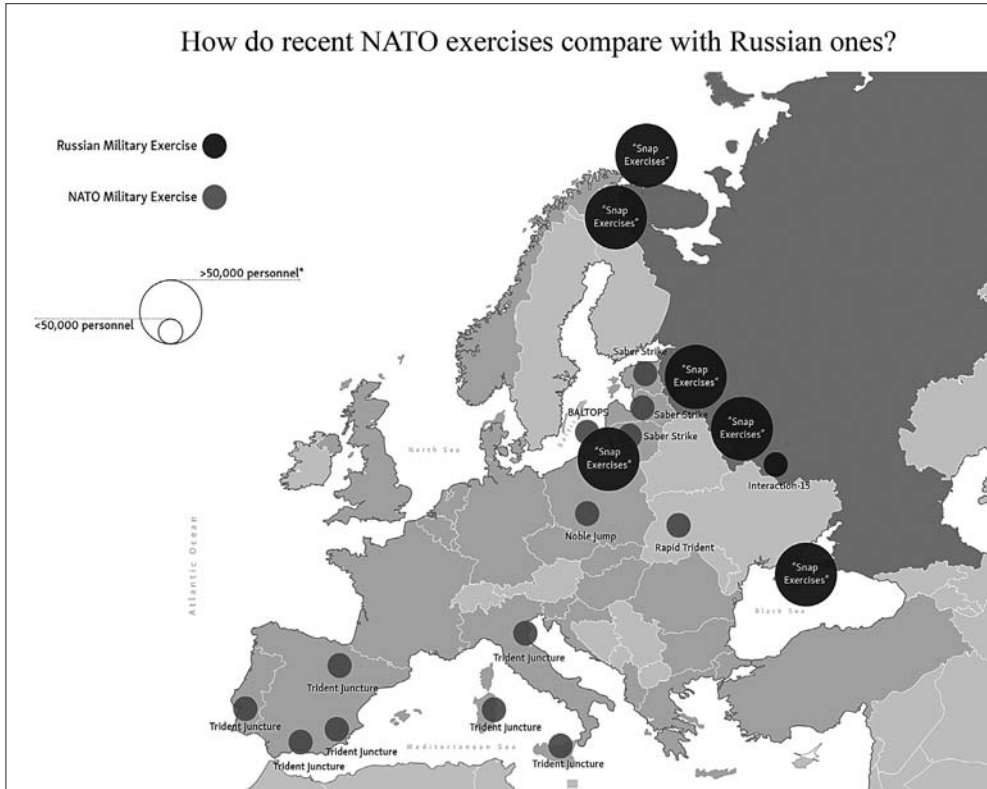 How do recent NATO exercises compare with Russian ones?
Russian Military Exercise
NATO Military Exercise
>50,000 personnel*
<50,000 personnel
"Snap
Exercises"
"Snap
Exercises"
Saber Strike
"Snap
Exercises"
BALTOPS
Saber Strike
"Snap
Exercises"
Saber Strike
"Snap
Exercises"
North Sea
Interaction-15
Noble Jump
Rapid Trident
Atlantic Ocean
"Snap
Exercises"
Black Sea
Trident Juncture
Trident Juncture
Trident Juncture
Trident Juncture
Trident Juncture
Mediterranean Sea
Trident Juncture
Trident Juncture